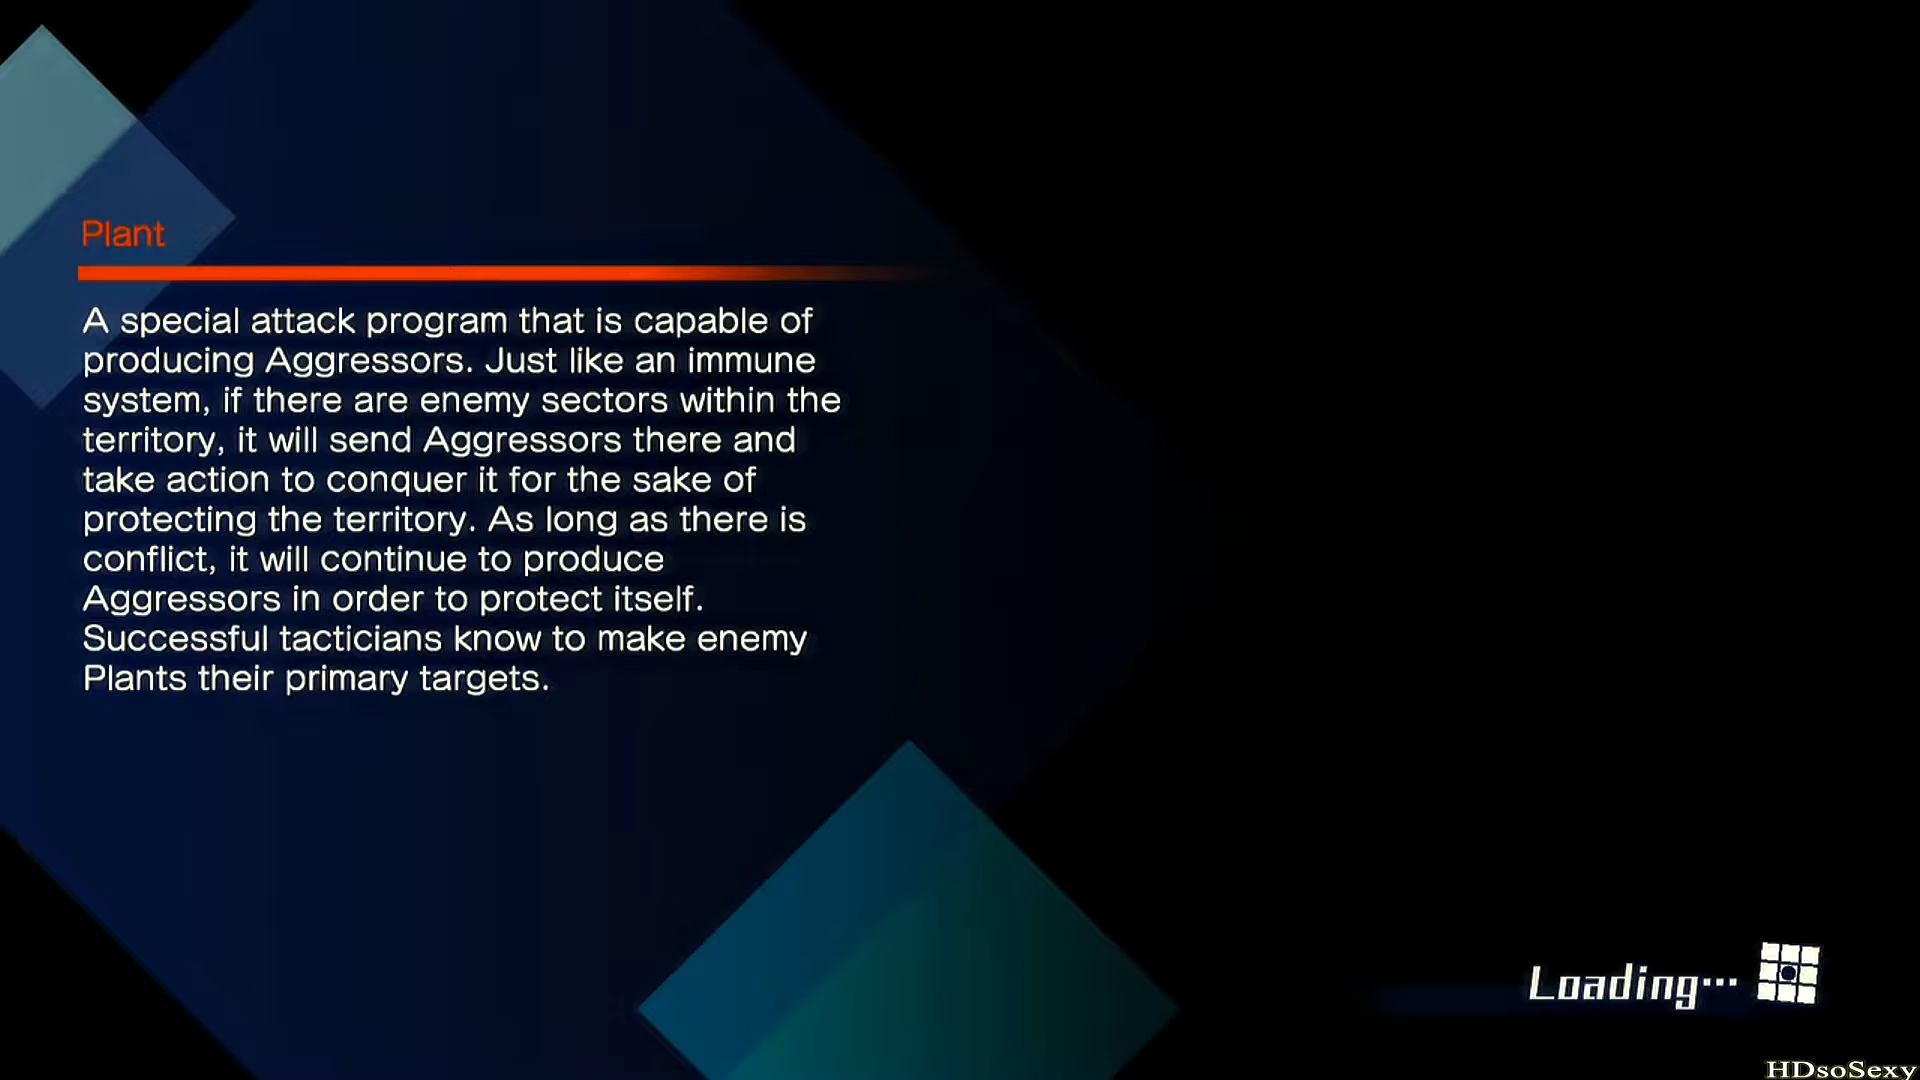 Plant
A special attack program that is capable of
producing Aggressors. Just like an immune
system, if there are enemy sectors within the
territory, it will send Aggressors there and
take action to conquer it for the sake of
protecting the territory. As long as there is
conflict, it will continue to produce
Aggressors in order to protect itself.
Successful tacticians know to make enemy
Plants their primary targets.
Loading…
HDsoSexy